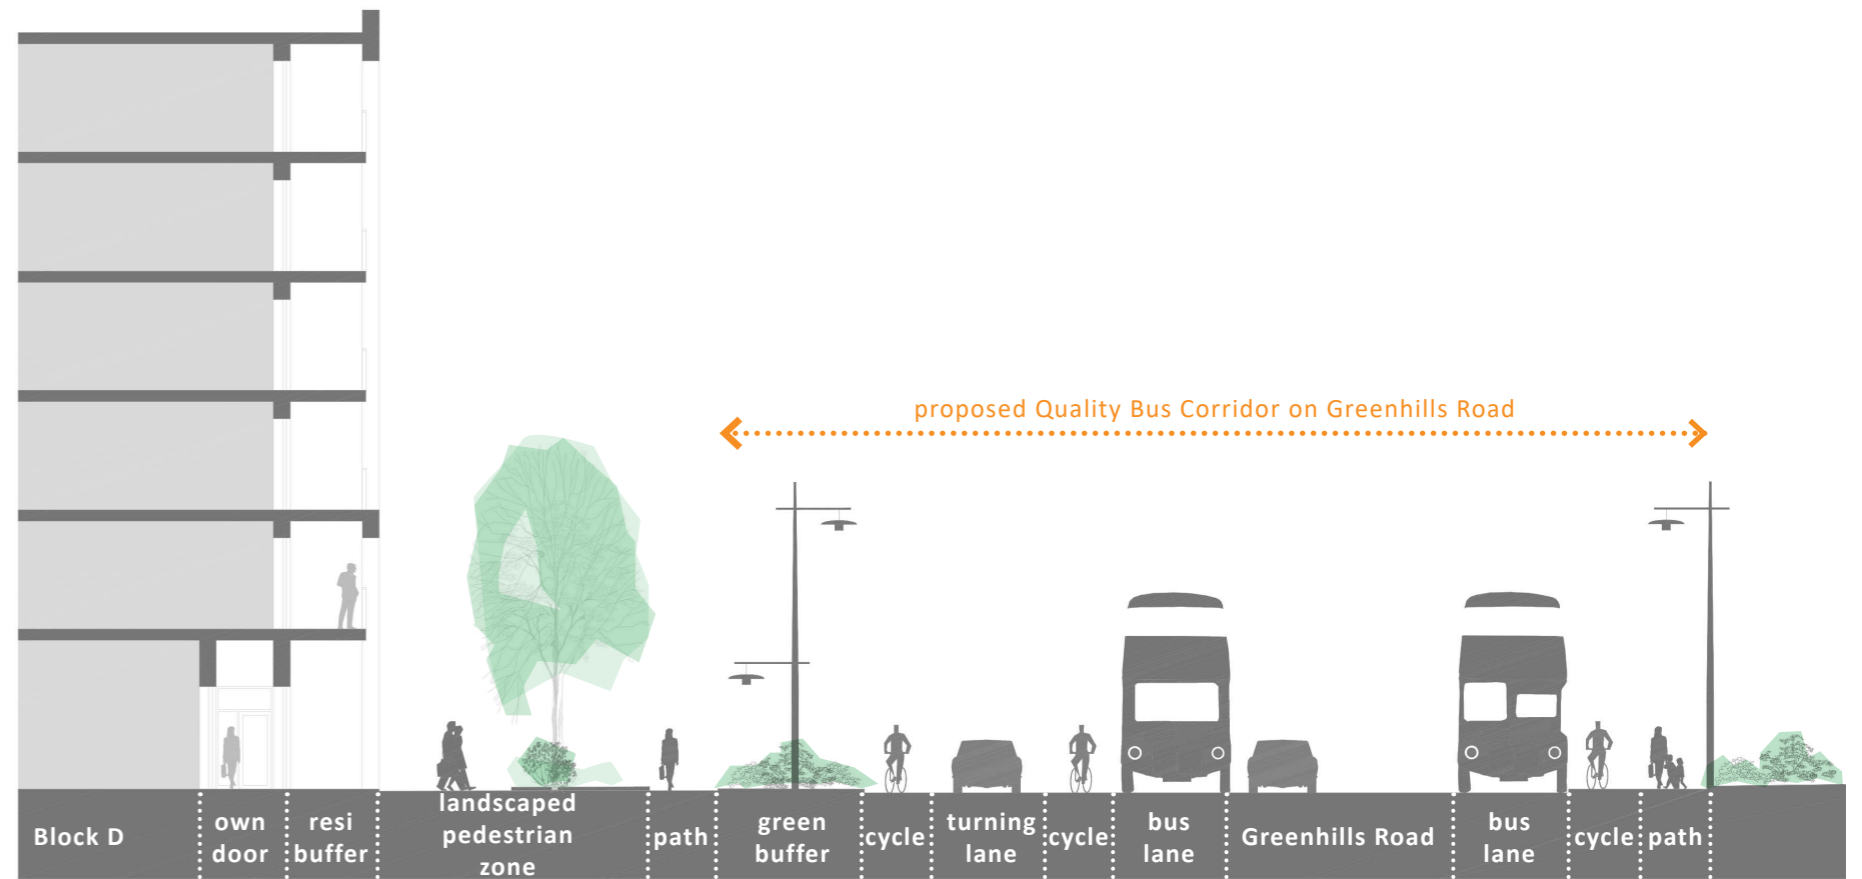 proposed Quality Bus Corridor on Greenhills Road
Block D
own
door
resi
buffer
landscaped
pedestrian
zone
path
green
buffer
cycle
turning
lane
cycle
bus
lane
Greenhills Road
bus
lane
cycle
path